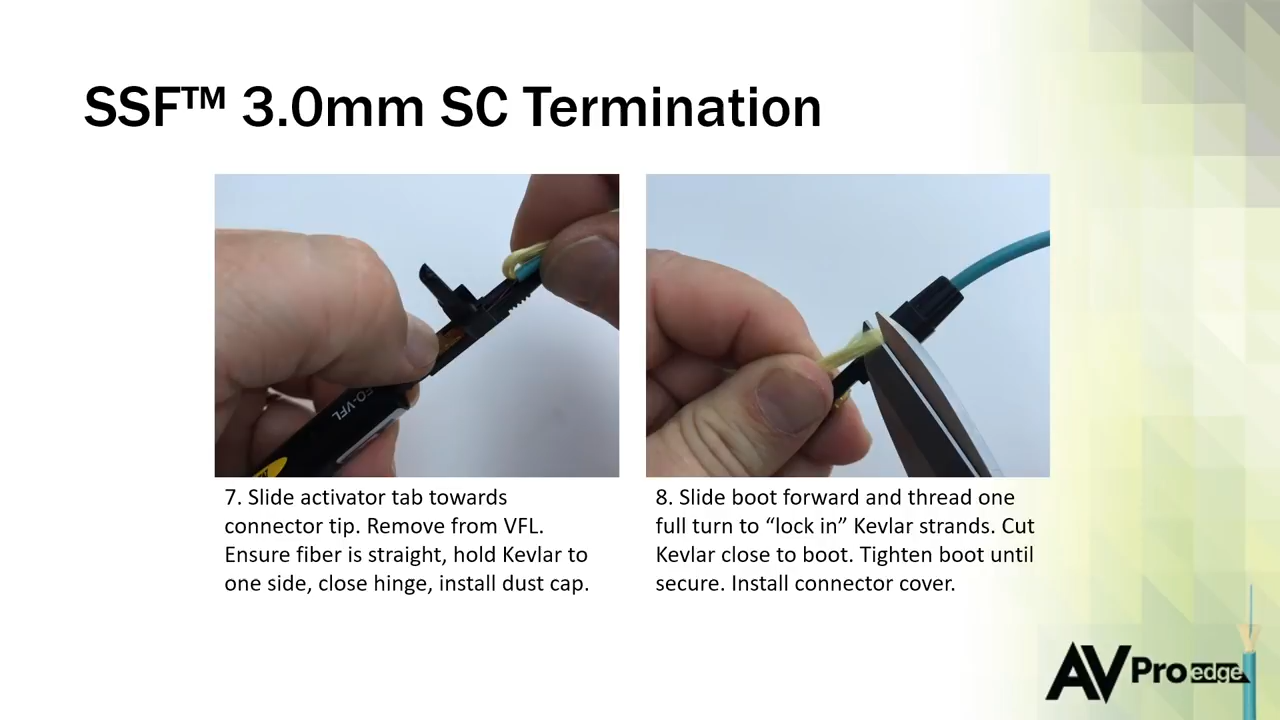 SSF™ 3.0mm SC Termination
FO-VFL
7. Slide activator tab towards
connector tip. Remove from VFL.
Ensure fiber is straight, hold Kevlar to
one side, close hinge, install dust cap.
8. Slide boot forward and thread one
full turn to “lock in” Kevlar strands. Cut
Kevlar close to boot. Tighten boot until
secure. Install connector cover.
AVPro edge